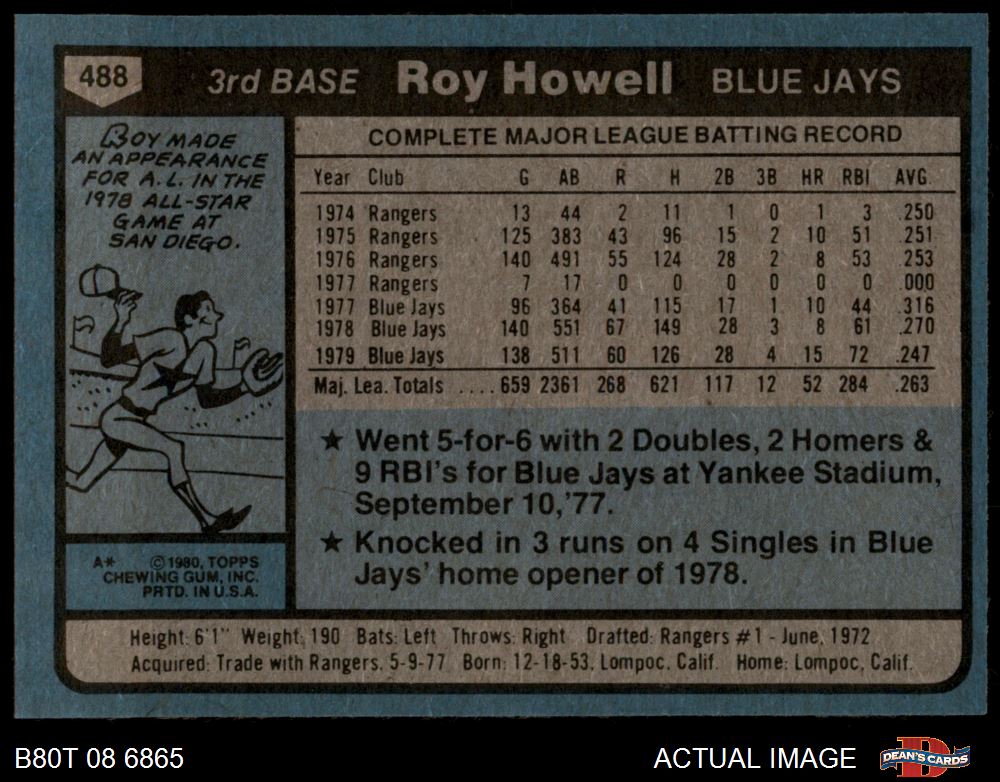 488 3rd BASE Roy Howell BLUE JAYS
ROY MADE
AN APPEARANCE
FOR A.L. IN THE
1978 ALL-STAR
GAME AT
SAN DIEGO.
COMPLETE MAJOR LEAGUE BATTING RECORD
Year Club G AB R H 2B 3B HR RBI AVG.
1974 Rangers 13 44 2 11 1 0 1 3 .250
1975 Rangers 125 383 43 96 15 2 10 51 .251
1976 Rangers 140 491 55 124 28 2 8 53 .253
1977 Rangers 7 17 0 0 0 0 0 0 .000
1977 Blue Jays 96 364 41 115 17 1 10 44 .316
1978 Blue Jays 140 551 67 149 28 3 8 61 .270
1979 Blue Jays 138 511 60 126 28 4 15 72 .247
Maj. Lea. Totals .... 659 2361 268 621 117 12 52 284 .263
★ Went 5-for-6 with 2 Doubles, 2 Homers &
9 RBI's for Blue Jays at Yankee Stadium,
September 10,'77.
★ Knocked in 3 runs on 4 Singles in Blue
Jays' home opener of 1978.
A* ©1980, TOPPS
CHEWING GUM, INC.
PRTD. IN U.S.A.
Height: 6'1" Weight: 190 Bats: Left Throws: Right Drafted: Rangers #1 - June, 1972
Acquired: Trade with Rangers, 5-9-77 Born: 12-18-53, Lompoc, Calif. Home: Lompoc, Calif.
B80T 08 6865 ACTUAL IMAGE DEAN'S CARDS